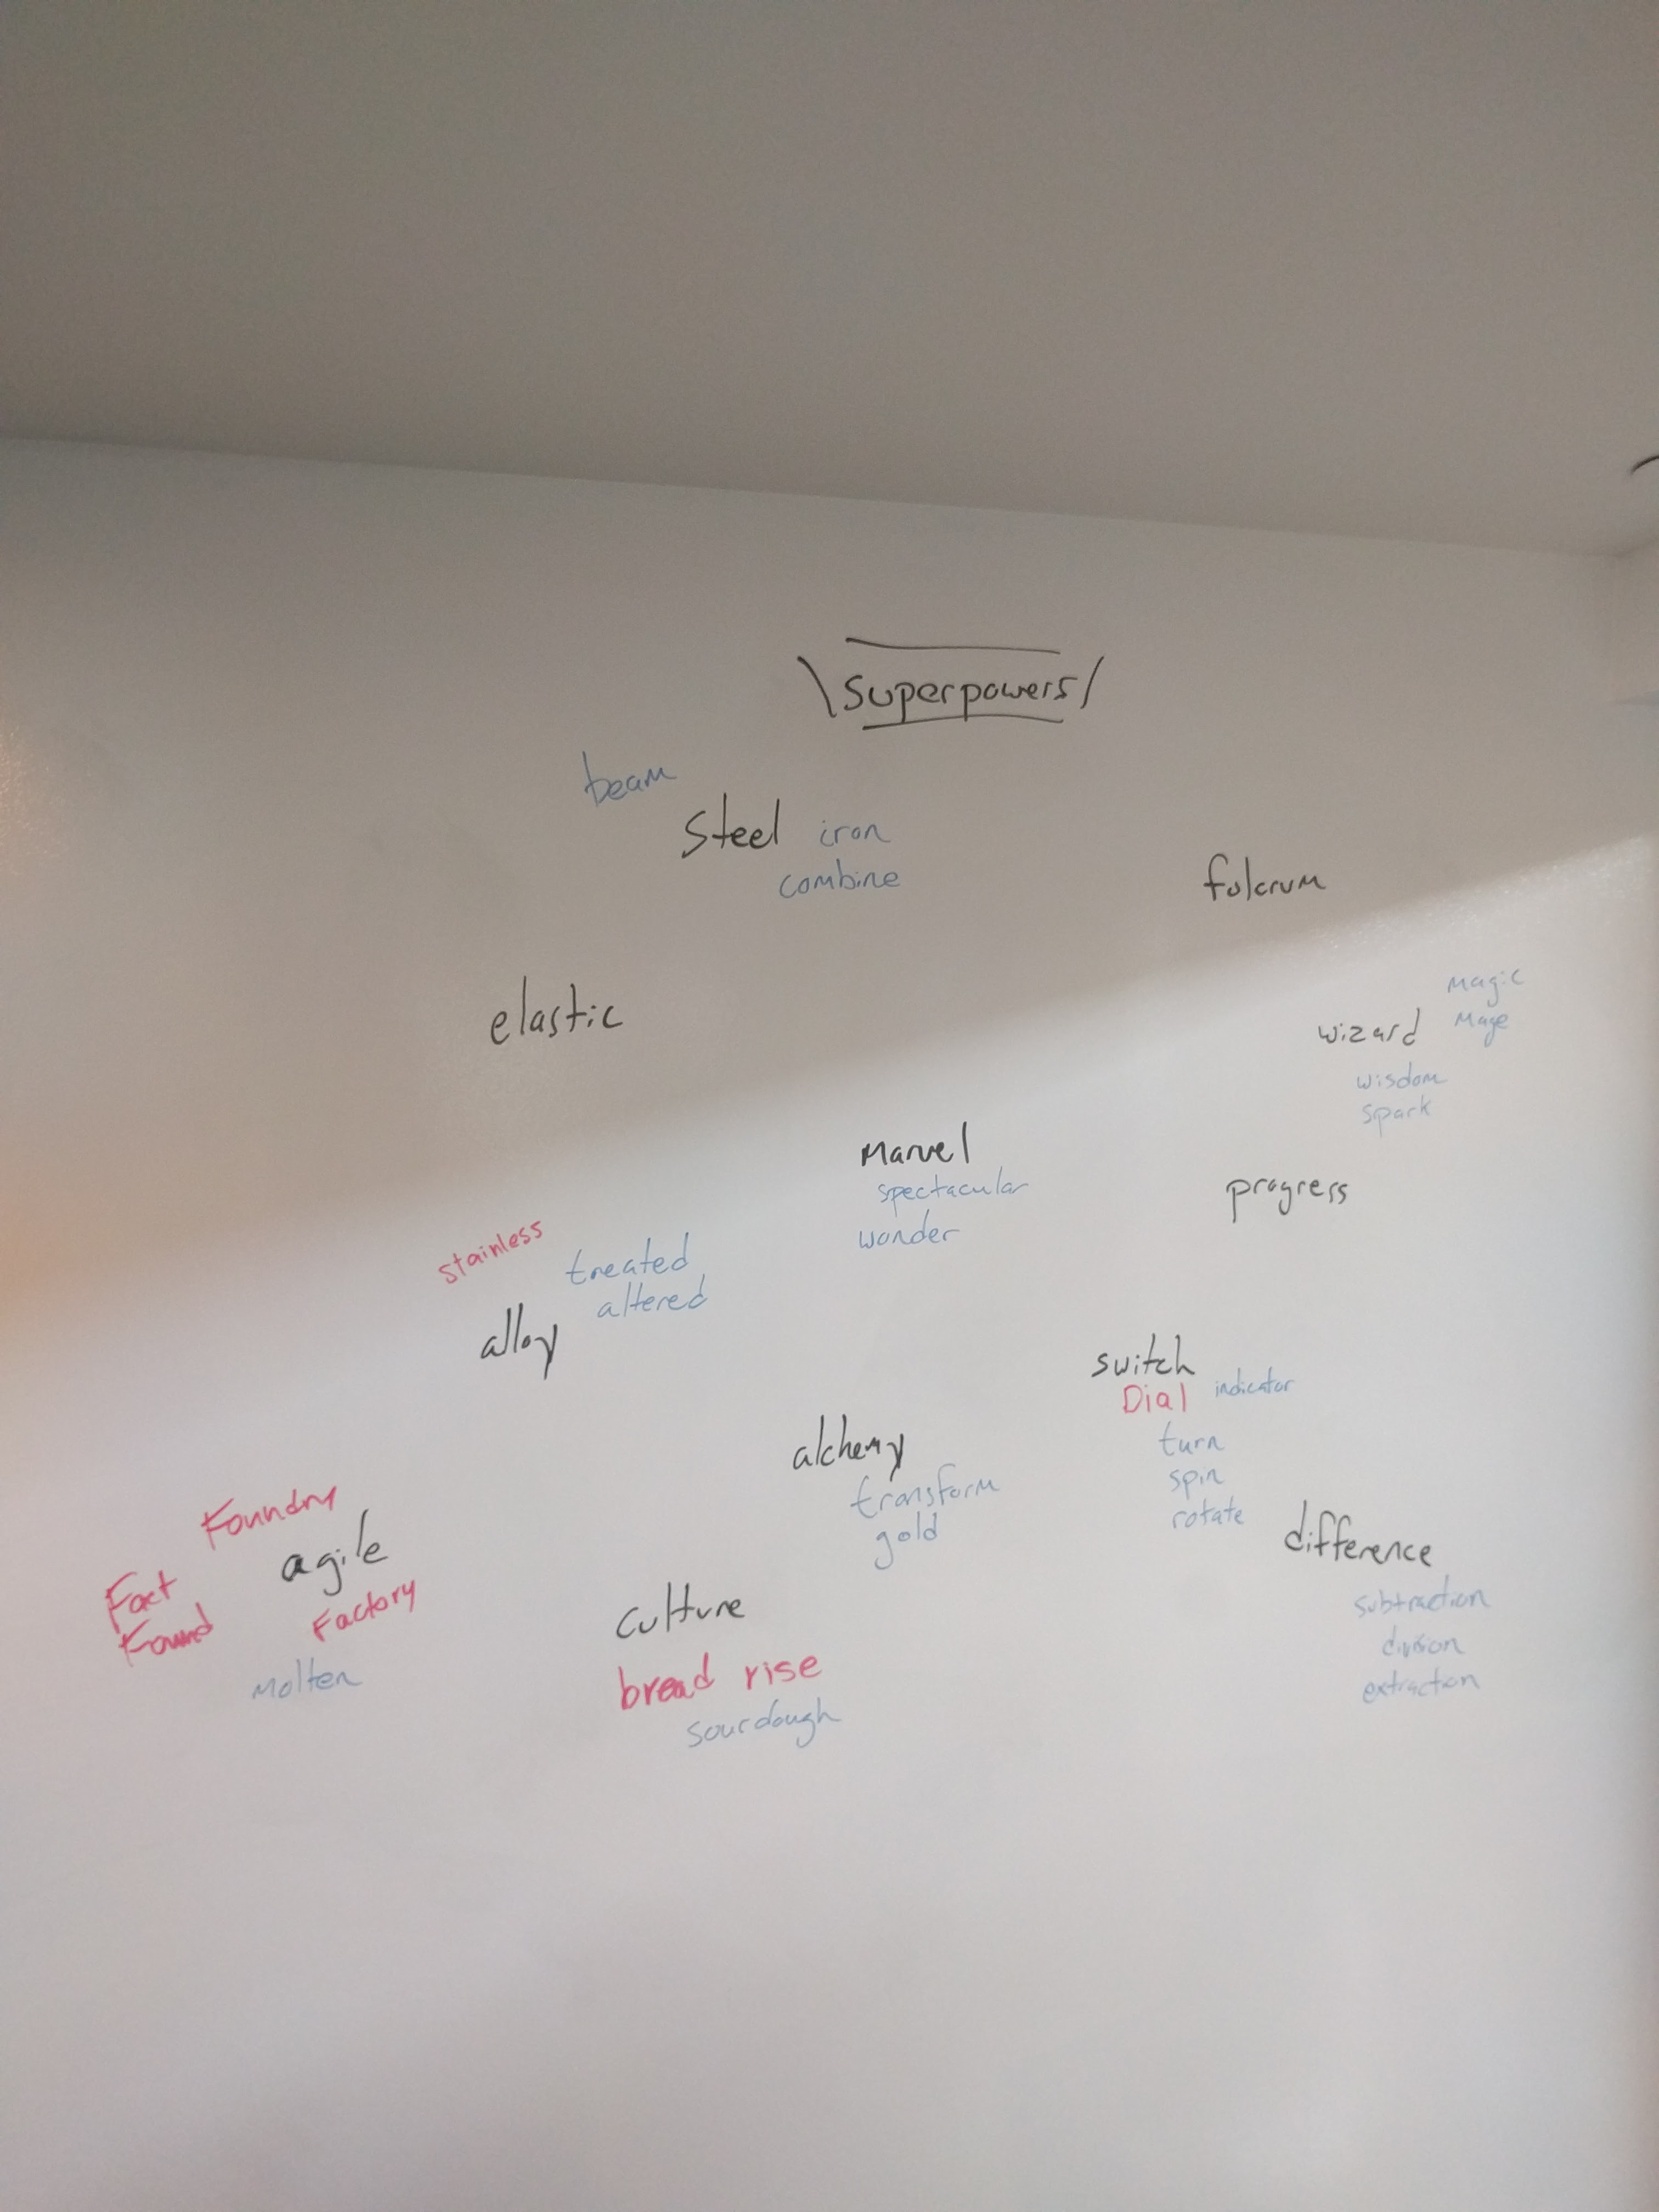 \superpowers/
beam
Steel iron
combine
fulcrum
elastic
magic
wizard mage
wisdom
spark
Marvel
spectacular
wonder
progress
stainless
treated
altered
alloy
switch
Dial indicator
turn
spin
rotate
alchemy
transform
gold
difference
subtraction
division
extraction
Foundry
agile
Fact
Factory
Found
Molten
culture
bread rise
sourdough